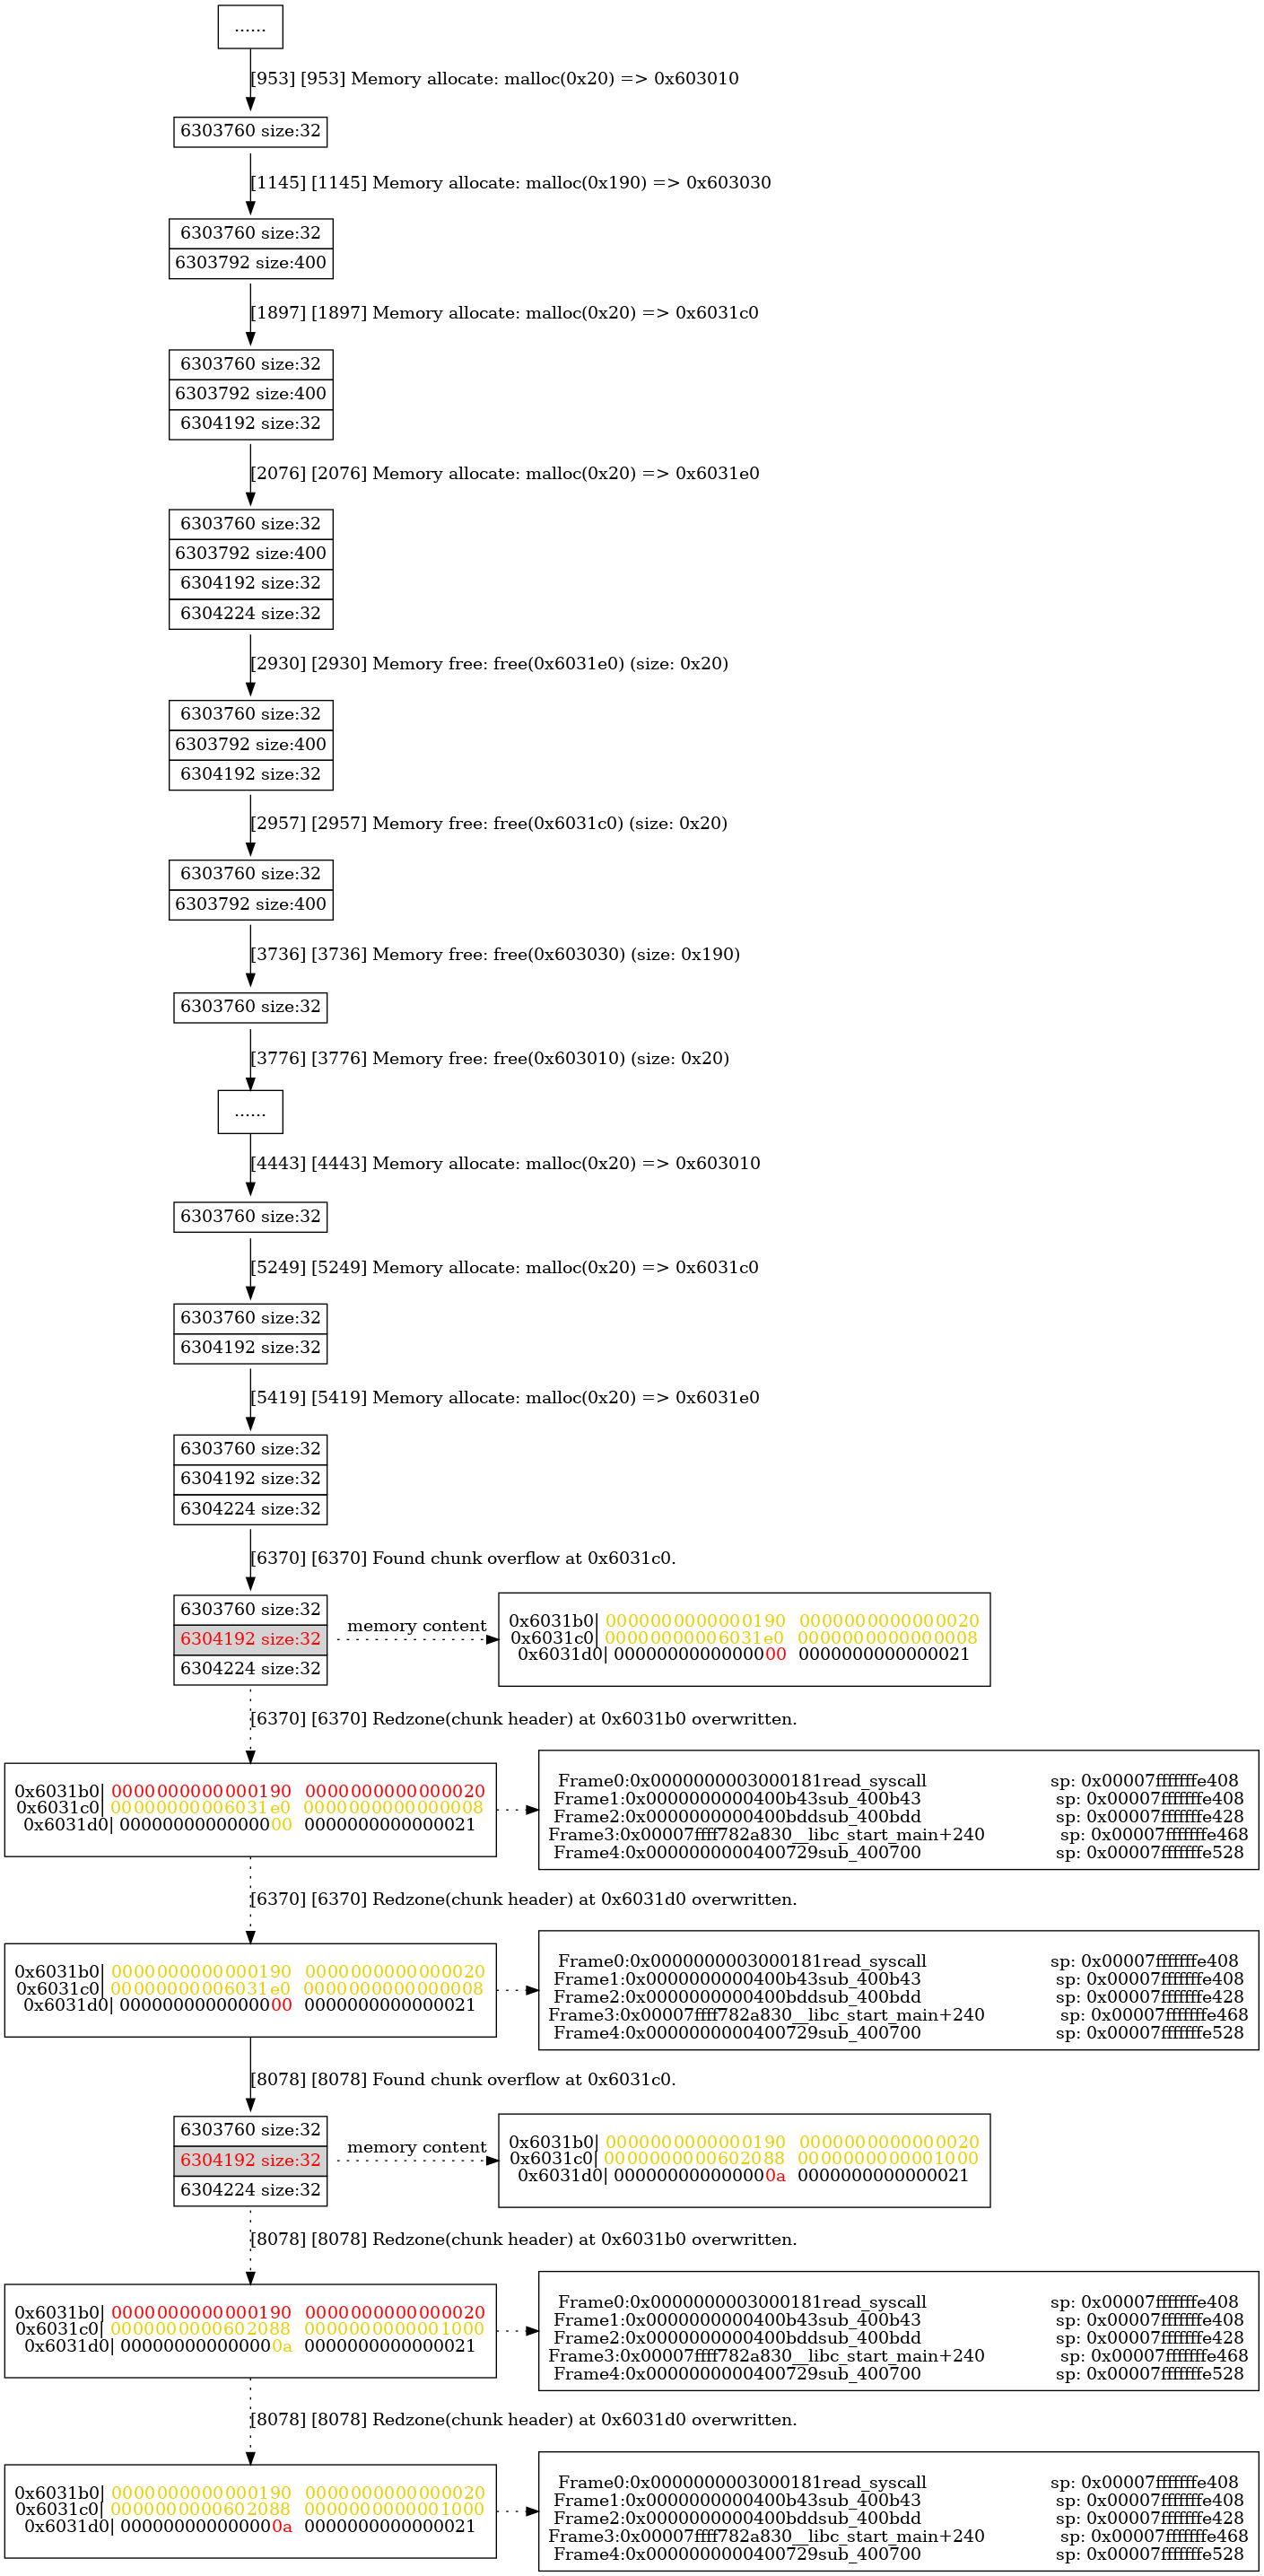 ......
[953] [953] Memory allocate: malloc(0x20) => 0x603010
6303760 size:32
[1145] [1145] Memory allocate: malloc(0x190) => 0x603030
6303760 size:32
6303792 size:400
[1897] [1897] Memory allocate: malloc(0x20) => 0x6031c0
6303760 size:32
6303792 size:400
6304192 size:32
[2076] [2076] Memory allocate: malloc(0x20) => 0x6031e0
6303760 size:32
6303792 size:400
6304192 size:32
6304224 size:32
[2930] [2930] Memory free: free(0x6031e0) (size: 0x20)
6303760 size:32
6303792 size:400
6304192 size:32
[2957] [2957] Memory free: free(0x6031c0) (size: 0x20)
6303760 size:32
6303792 size:400
[3736] [3736] Memory free: free(0x603030) (size: 0x190)
6303760 size:32
[3776] [3776] Memory free: free(0x603010) (size: 0x20)
......
[4443] [4443] Memory allocate: malloc(0x20) => 0x603010
6303760 size:32
[5249] [5249] Memory allocate: malloc(0x20) => 0x6031c0
6303760 size:32
6304192 size:32
[5419] [5419] Memory allocate: malloc(0x20) => 0x6031e0
6303760 size:32
6304192 size:32
6304224 size:32
[6370] [6370] Found chunk overflow at 0x6031c0.
6303760 size:32
6304192 size:32
6304224 size:32
memory content
0x6031b0| 0000000000000190 0000000000000020
0x6031c0| 00000000006031e0 0000000000000008
0x6031d0| 0000000000000000 0000000000000021
[6370] [6370] Redzone(chunk header) at 0x6031b0 overwritten.
0x6031b0| 0000000000000190 0000000000000020
0x6031c0| 00000000006031e0 0000000000000008
0x6031d0| 0000000000000000 0000000000000021
Frame0:0x0000000003000181read_syscall sp: 0x00007fffffffe408
Frame1:0x0000000000400b43sub_400b43 sp: 0x00007fffffffe408
Frame2:0x0000000000400bddsub_400bdd sp: 0x00007fffffffe428
Frame3:0x00007ffff782a830__libc_start_main+240 sp: 0x00007fffffffe468
Frame4:0x0000000000400729sub_400700 sp: 0x00007fffffffe528
[6370] [6370] Redzone(chunk header) at 0x6031d0 overwritten.
0x6031b0| 0000000000000190 0000000000000020
0x6031c0| 00000000006031e0 0000000000000008
0x6031d0| 0000000000000000 0000000000000021
Frame0:0x0000000003000181read_syscall sp: 0x00007fffffffe408
Frame1:0x0000000000400b43sub_400b43 sp: 0x00007fffffffe408
Frame2:0x0000000000400bddsub_400bdd sp: 0x00007fffffffe428
Frame3:0x00007ffff782a830__libc_start_main+240 sp: 0x00007fffffffe468
Frame4:0x0000000000400729sub_400700 sp: 0x00007fffffffe528
[8078] [8078] Found chunk overflow at 0x6031c0.
6303760 size:32
6304192 size:32
6304224 size:32
memory content
0x6031b0| 0000000000000190 0000000000000020
0x6031c0| 0000000000602088 0000000000001000
0x6031d0| 000000000000000a 0000000000000021
[8078] [8078] Redzone(chunk header) at 0x6031b0 overwritten.
0x6031b0| 0000000000000190 0000000000000020
0x6031c0| 0000000000602088 0000000000001000
0x6031d0| 000000000000000a 0000000000000021
Frame0:0x0000000003000181read_syscall sp: 0x00007fffffffe408
Frame1:0x0000000000400b43sub_400b43 sp: 0x00007fffffffe408
Frame2:0x0000000000400bddsub_400bdd sp: 0x00007fffffffe428
Frame3:0x00007ffff782a830__libc_start_main+240 sp: 0x00007fffffffe468
Frame4:0x0000000000400729sub_400700 sp: 0x00007fffffffe528
[8078] [8078] Redzone(chunk header) at 0x6031d0 overwritten.
0x6031b0| 0000000000000190 0000000000000020
0x6031c0| 0000000000602088 0000000000001000
0x6031d0| 000000000000000a 0000000000000021
Frame0:0x0000000003000181read_syscall sp: 0x00007fffffffe408
Frame1:0x0000000000400b43sub_400b43 sp: 0x00007fffffffe408
Frame2:0x0000000000400bddsub_400bdd sp: 0x00007fffffffe428
Frame3:0x00007ffff782a830__libc_start_main+240 sp: 0x00007fffffffe468
Frame4:0x0000000000400729sub_400700 sp: 0x00007fffffffe528